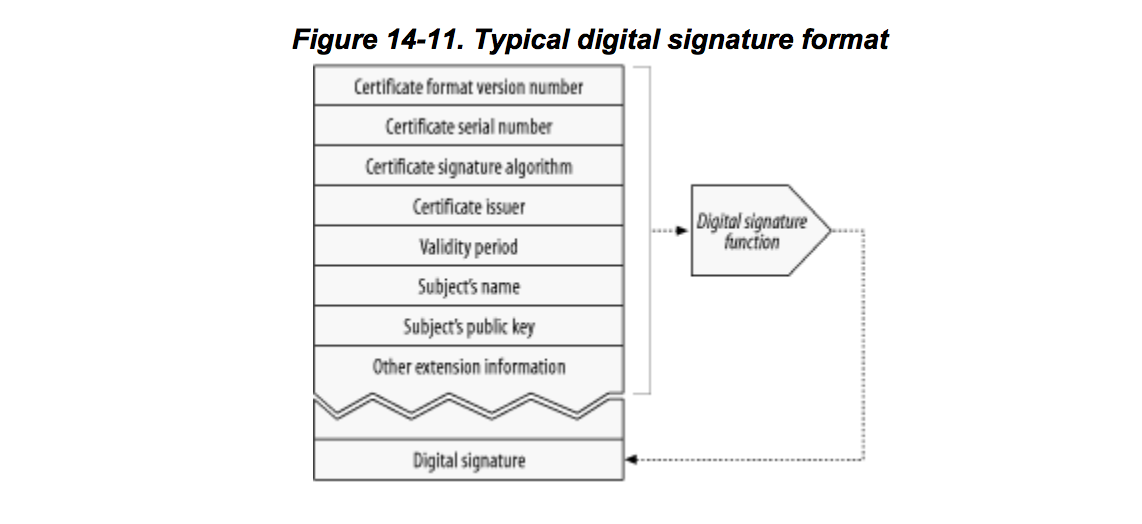 Figure 14-11. Typical digital signature format
Certificate format version number
Certificate serial number
Certificate signature algorithm
Certificate issuer
Validity period
Subject's name
Subject's public key
Other extension information
Digital signature
function
Digital signature